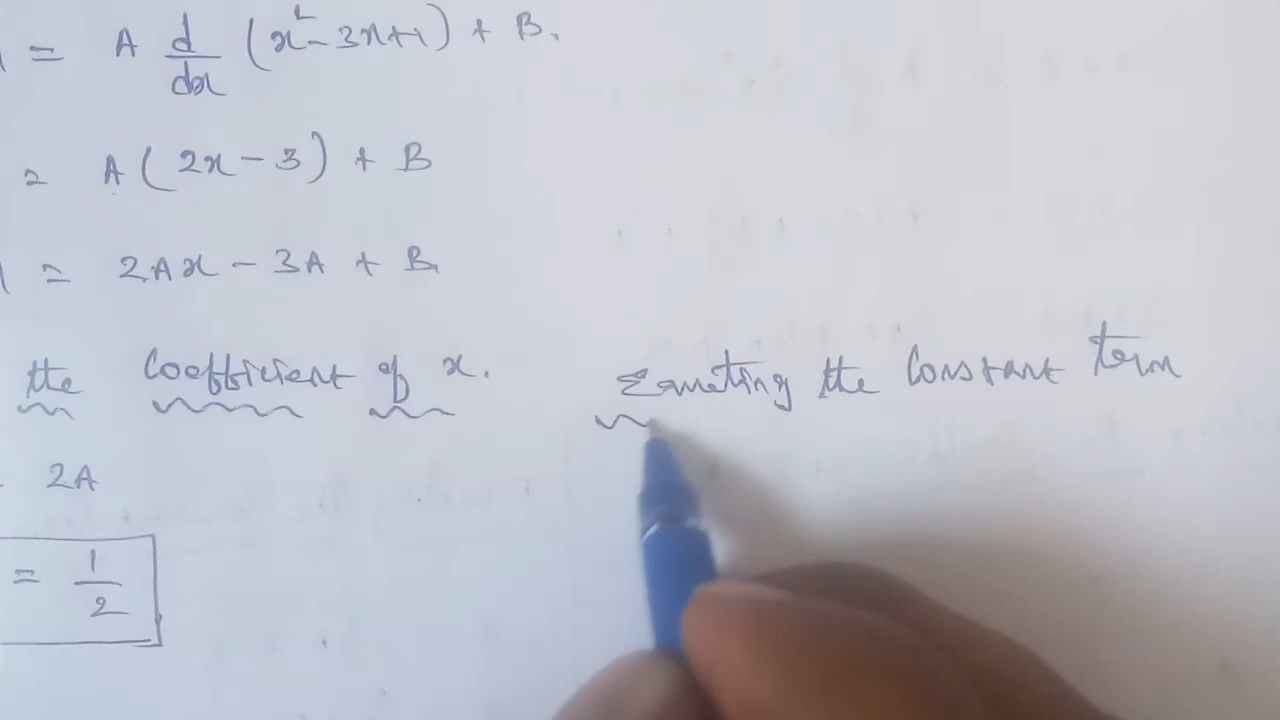 = A d/dx (x² - 3x + 1) + B.
= A (2x - 3) + B
= 2Ax - 3A + B
the coefficient of x. Equating the constant term
2A
= 1/2